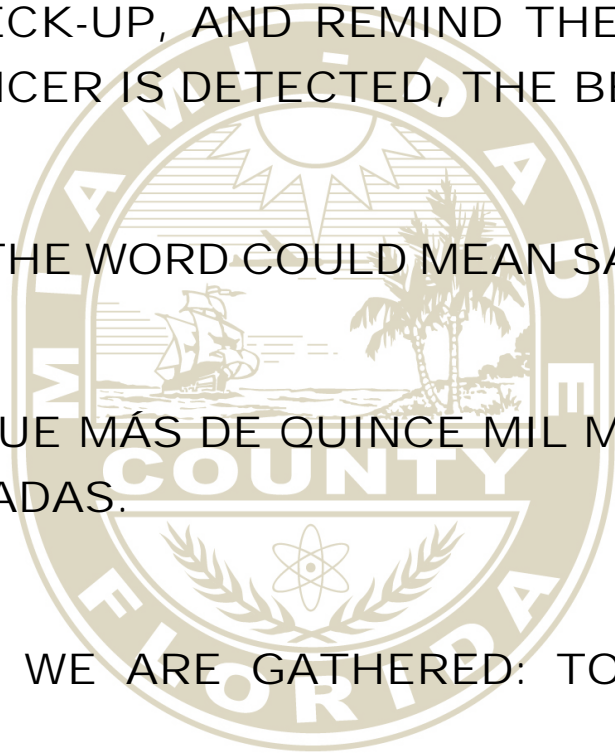 ECK-UP, AND REMIND THE
NCER IS DETECTED, THE BE
THE WORD COULD MEAN SA
UE MÁS DE QUINCE MIL M
ADAS.
WE ARE GATHERED: TO
MIAMI-DADE
COUNTY
FLORIDA